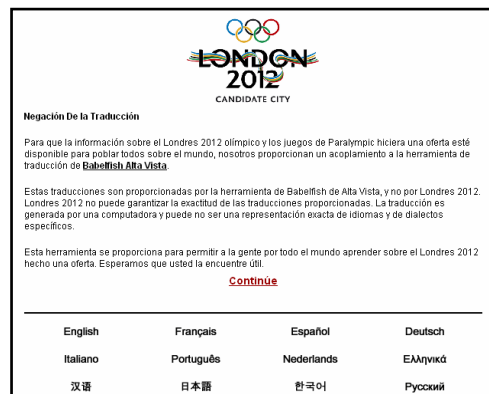 LONDON
2012
CANDIDATE CITY
Negación De la Traducción
Para que la información sobre el Londres 2012 olímpico y los juegos de Paralympic hiciera una oferta esté
disponible para poblar todos sobre el mundo, nosotros proporcionan un acoplamiento a la herramienta de
traducción de Babelfish Alta Vista.
Estas traducciones son proporcionadas por la herramienta de Babelfish de Alta Vista, y no por Londres 2012.
Londres 2012 no puede garantizar la exactitud de las traducciones proporcionadas. La traducción es
generada por una computadora y puede no ser una representación exacta de idiomas y de dialectos
específicos.
Esta herramienta se proporciona para permitir a la gente por todo el mundo aprender sobre el Londres 2012
hecho una oferta. Esperamos que usted la encuentre útil.
Continúe
English Français Español Deutsch
Italiano Português Nederlands Ελληνικά
汉语 日本語 한국어 Русский